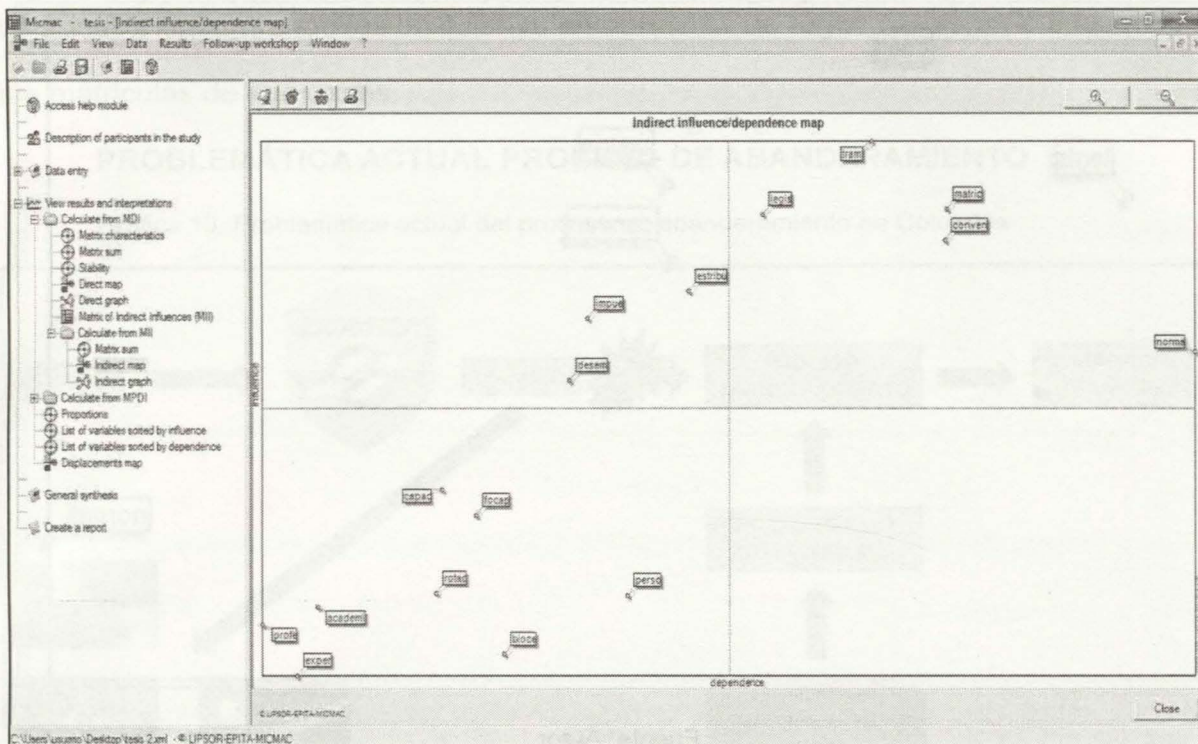 Micmac - tesis - [Indirect influence/dependence map]
File Edit View Data Results Follow-up workshop Window ?
Access help module
Description of participants in the study
Data entry
View results and interpretations
Calculate from MDI
Matrix characteristics
Matrix sum
Stability
Direct map
Direct graph
Matrix of Indirect influences (MII)
Calculate from MII
Matrix sum
Indirect map
Indirect graph
Calculate from MPDI
Proportions
List of variables sorted by influence
List of variables sorted by dependence
Displacements map
General synthesis
Create a report
Indirect influence/dependence map
tram
legis
matric
conven
estribu
impue
norma
desem
influence
capac
focap
rotac
perso
academi
profe
bioce
exper
dependence
© LIPSOR-EPITA-MICMAC
Close
C:\Users\usumo\Desktop\tesis 2.xml - © LIPSOR-EPITA-MICMAC
PROBLEMÁTICA ACTUAL PROCESO DE ABANDERAMIENTO